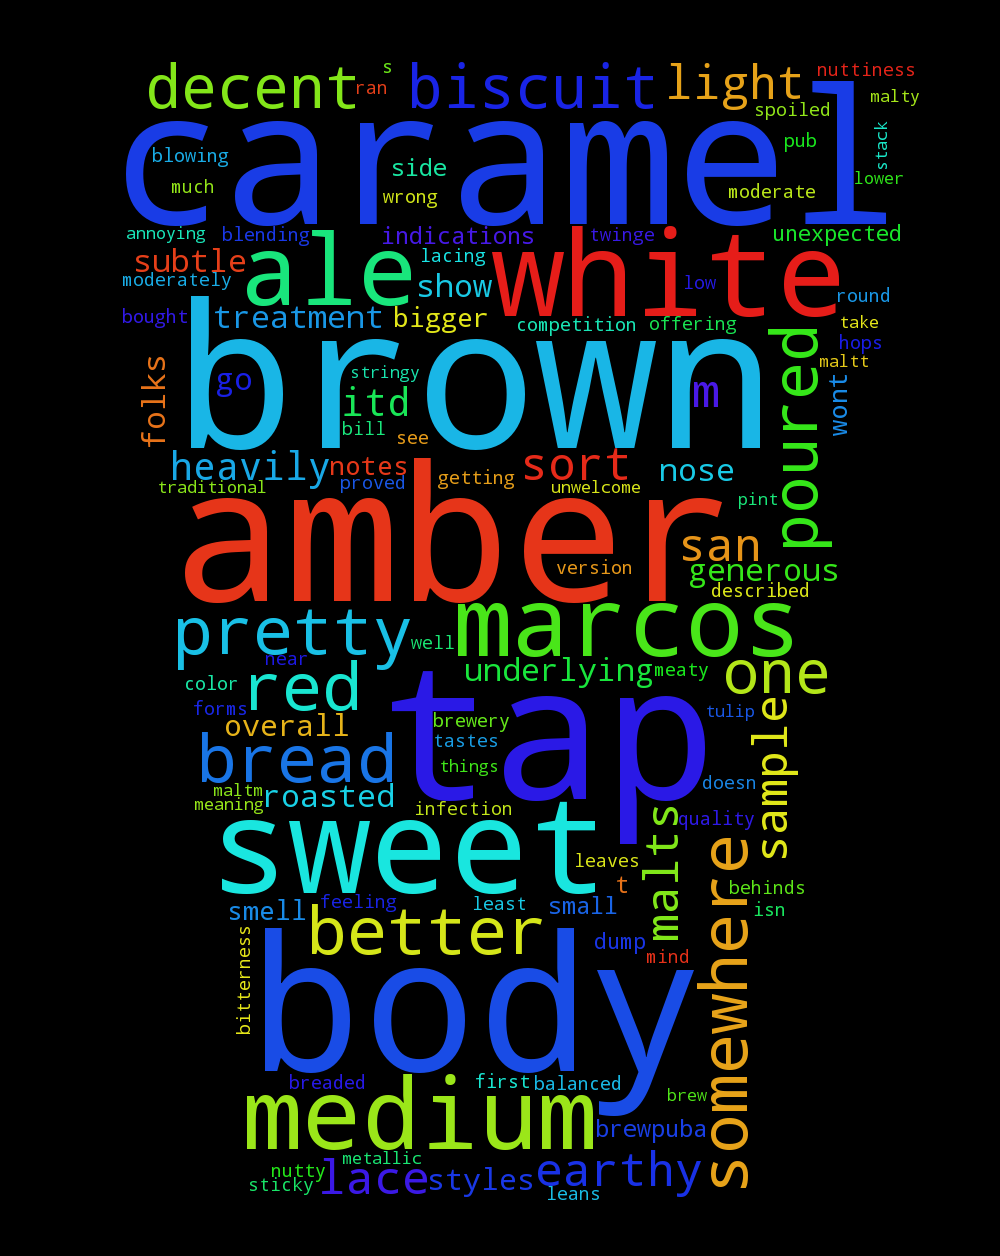 s
decent
ran
biscuit
light
nuttiness
malty
spoiled
caramel
blowing
much
side
wrong
pub
stack
lower
moderate
annoying
blending
indications
twinge
unexpected
subtle
ale
lacing
show
white
low
moderately
round
bought
treatment
bigger
competition
offering
take
hops
maltt
folks
brown
go
stringy
itd
bill
see
m
poured
wont
heavily
notes
sort
nose
traditional
proved
getting
unwelcome
pint
amber
version
san
generous
described
pretty
well
marcos
near
color
red
underlying
meaty
one
forms
overall
brewery
tap
tulip
sample
bread
tastes
things
doesn
maltm
meaning
roasted
infection
quality
malts
sweet
leaves
t
behinds
isn
smell
feeling
least
small
somewhere
better
dump
mind
bitterness
body
breaded
first
balanced
brew
medium
brewpuba
metallic
nutty
sticky
lace
styles
earthy
leans